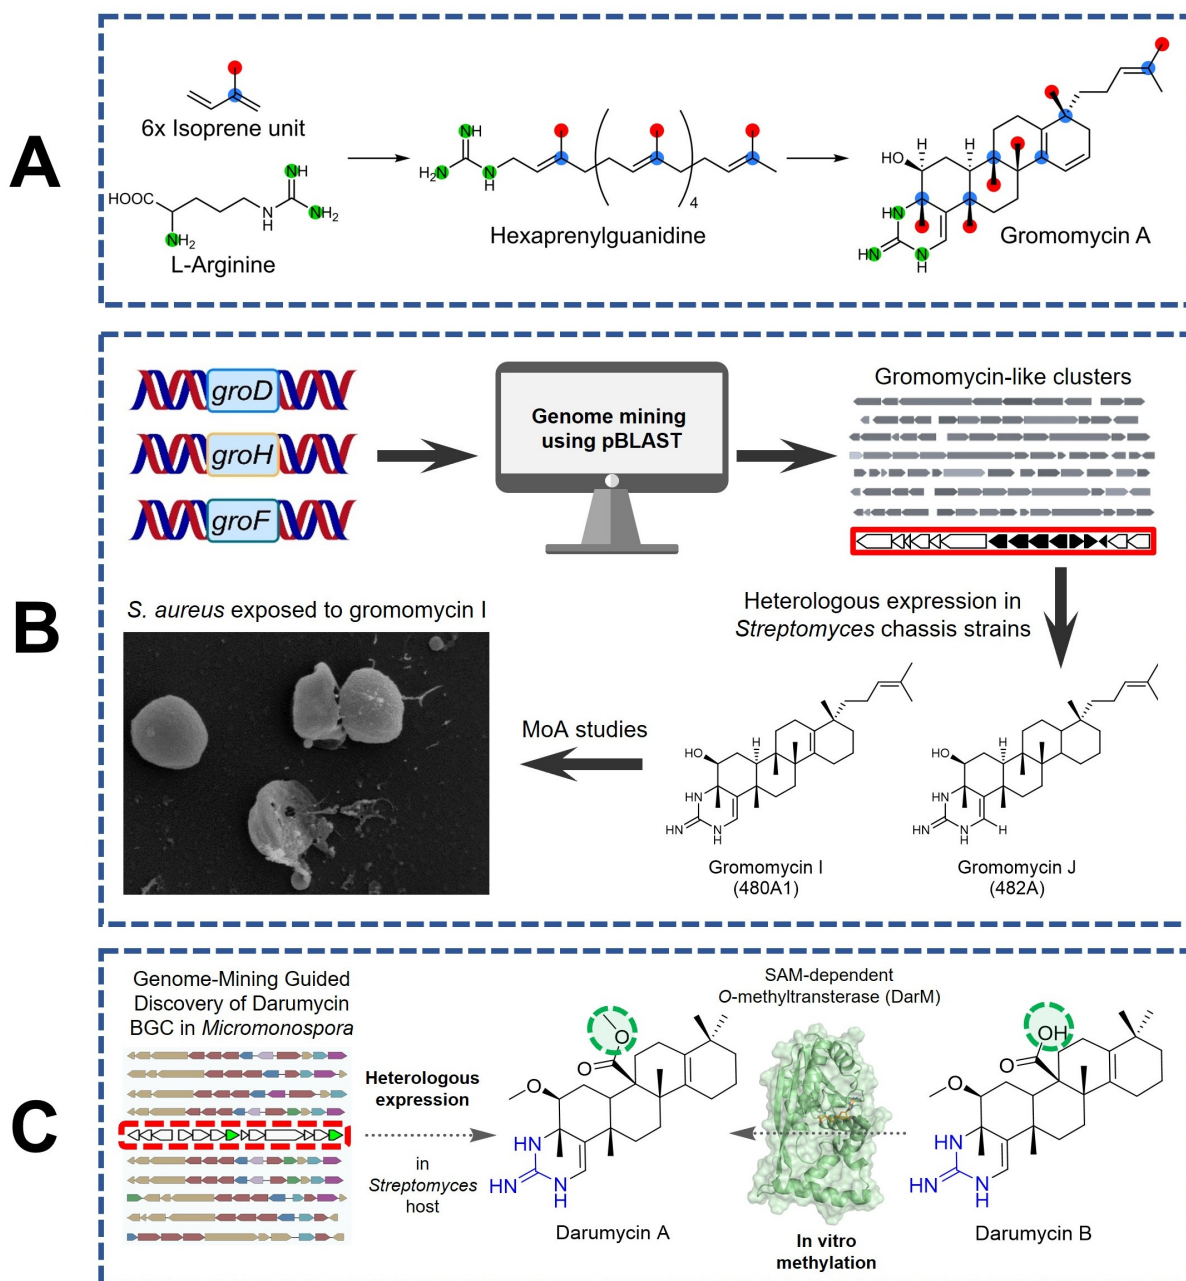 A
6x Isoprene unit
HOOC
NH₂
N
H
NH
NH₂
L-Arginine
NH
H₂N
N
H
4
Hexaprenylguanidine
HO
H
H
HN
HN
N
H
Gromomycin A
B
groD
groH
groF
Genome mining
using pBLAST
Gromomycin-like clusters
Heterologous expression in
Streptomyces chassis strains
S. aureus exposed to gromomycin I
MoA studies
HO
H
HN
HN
N
H
Gromomycin I
(480A1)
HO
H
HN
HN
N
H
H
Gromomycin J
(482A)
C
Genome-Mining Guided
Discovery of Darumycin
BGC in Micromonospora
Heterologous
expression
in
Streptomyces
host
O
O
O
HN
HN
N
H
Darumycin A
SAM-dependent
O-methyltransterase (DarM)
In vitro
methylation
OH
O
O
HN
HN
N
H
Darumycin B